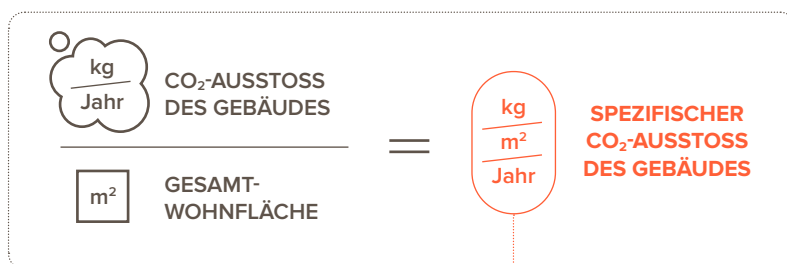 kg
Jahr
CO₂-AUSSTOSS
DES GEBÄUDES
m²
GESAMT-
WOHNFLÄCHE
=
kg
m²
Jahr
SPEZIFISCHER
CO₂-AUSSTOSS
DES GEBÄUDES